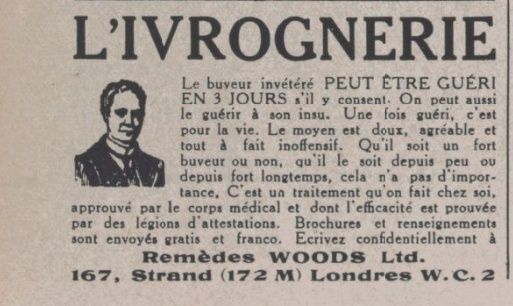 L'IVROGNERIE
Le buveur invétéré PEUT ÊTRE GUÉRI
EN 3 JOURS s'il y consent. On peut aussi
le guérir à son insu. Une fois guéri, c'est
pour la vie. Le moyen est doux, agréable et
tout à fait inoffensif. Qu'il soit un fort
buveur ou non, qu'il le soit depuis peu ou
depuis fort longtemps, cela n'a pas d'impor-
tance, C'est un traitement qu'on fait chez soi,
approuvé par le corps médical et dont l'efficacité est prouvée
par des légions d'attestations. Brochures et renseignements
sont envoyés gratis et franco. Ecrivez confidentiellement à
Remèdes WOODS Ltd.
167, Strand (172 M) Londres W.C. 2